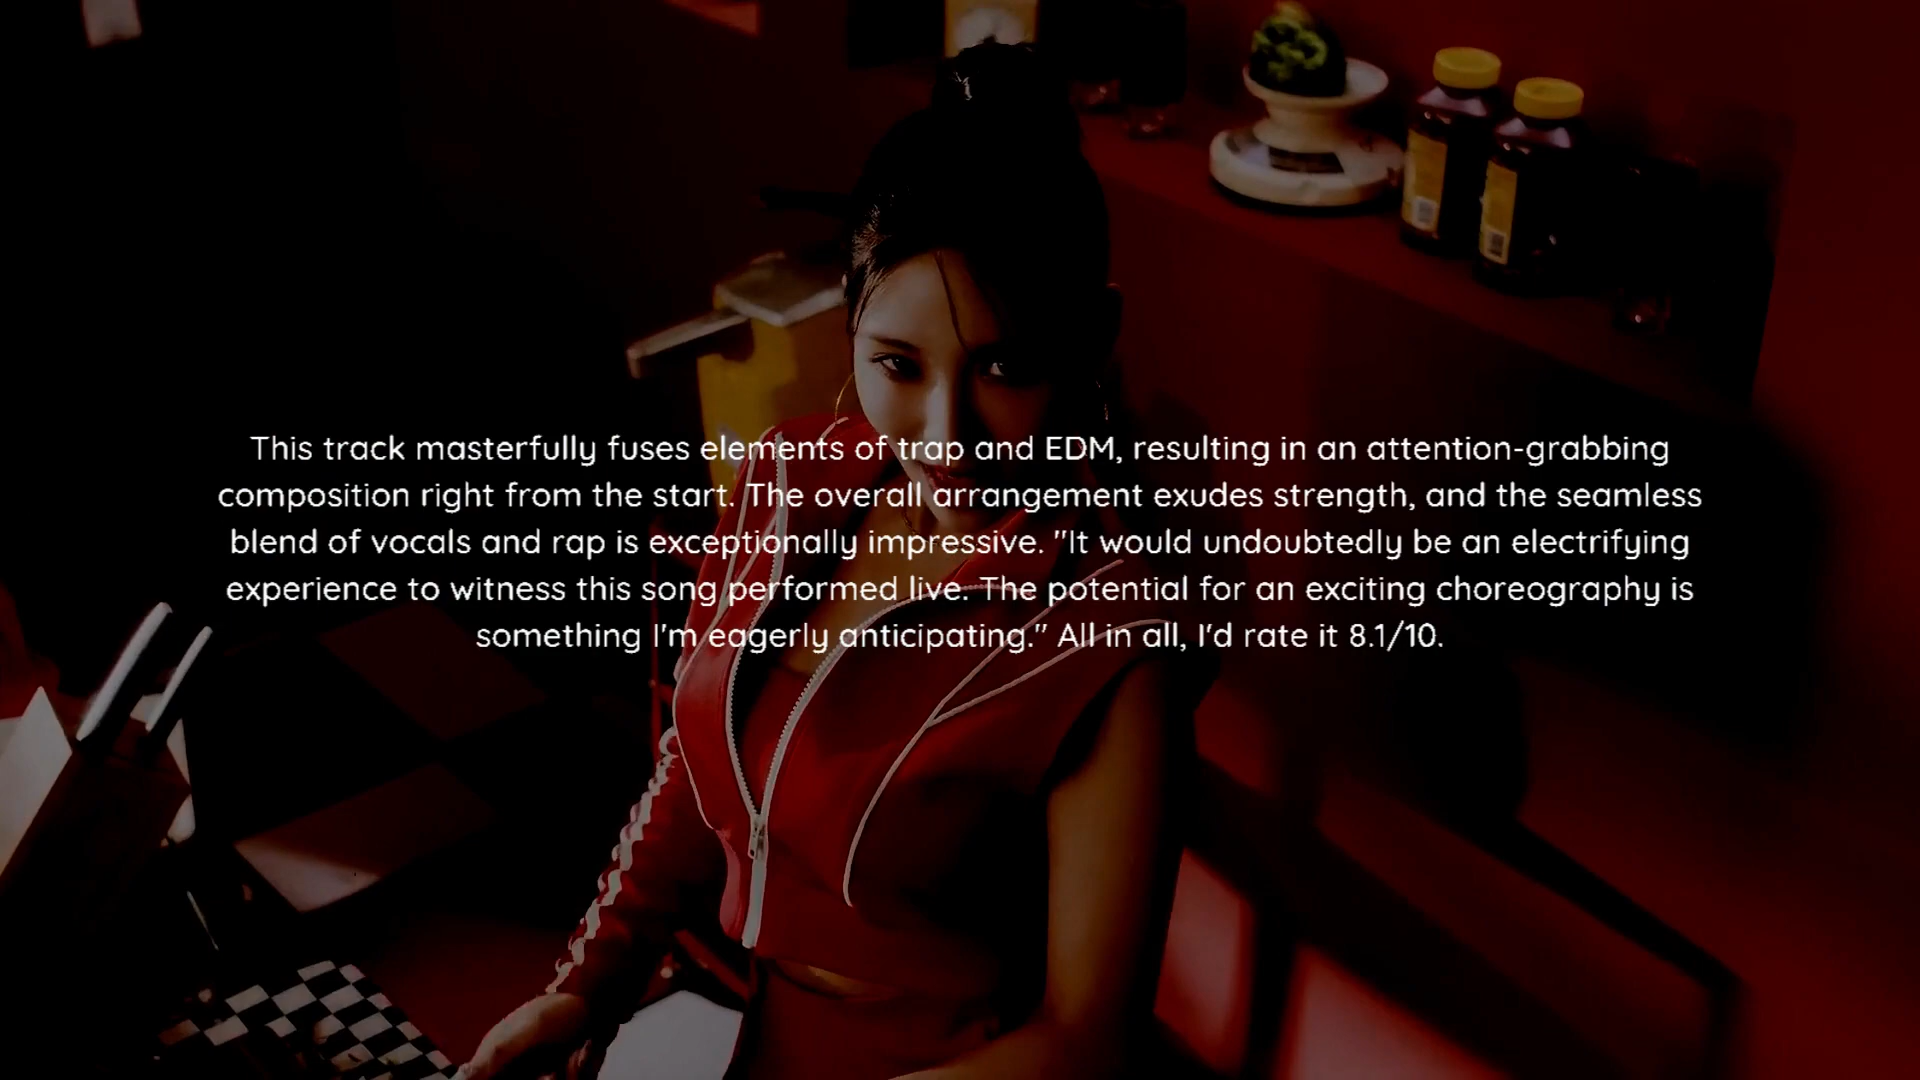 This track masterfully fuses elements of trap and EDM, resulting in an attention-grabbing
composition right from the start. The overall arrangement exudes strength, and the seamless
blend of vocals and rap is exceptionally impressive. "It would undoubtedly be an electrifying
experience to witness this song performed live. The potential for an exciting choreography is
something I'm eagerly anticipating." All in all, I'd rate it 8.1/10.